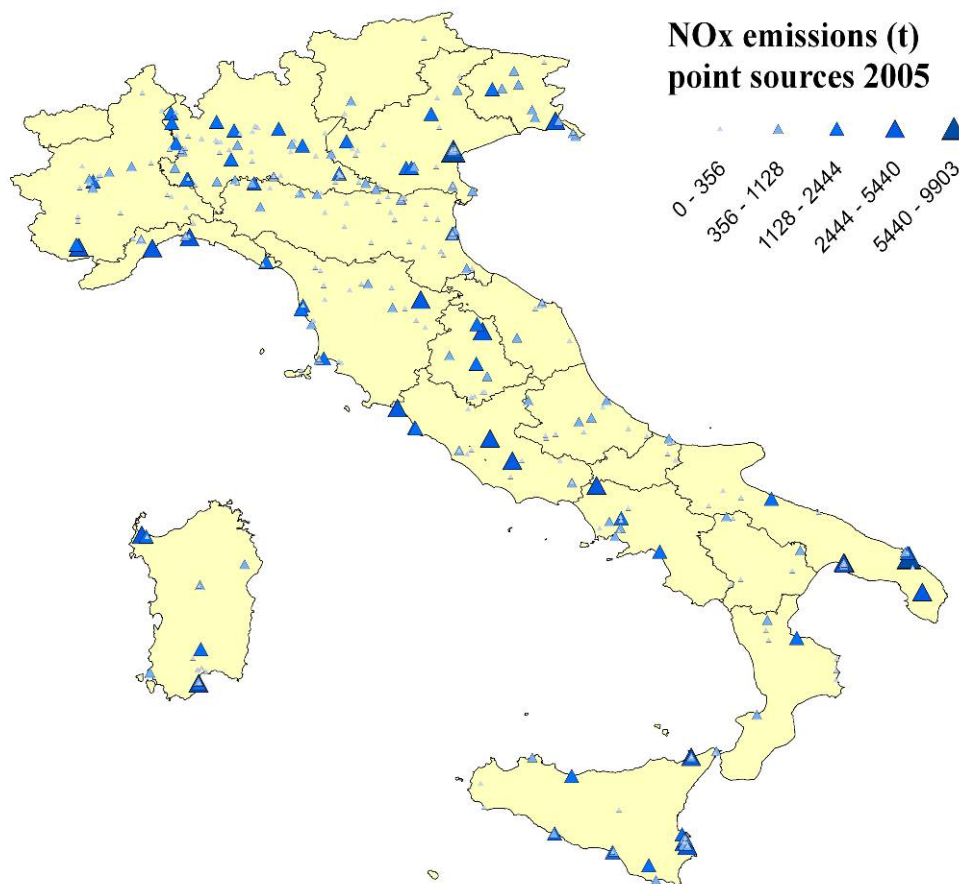 NOx emissions (t)
point sources 2005
0 - 356
356 - 1128
1128 - 2444
2444 - 5440
5440 - 9903